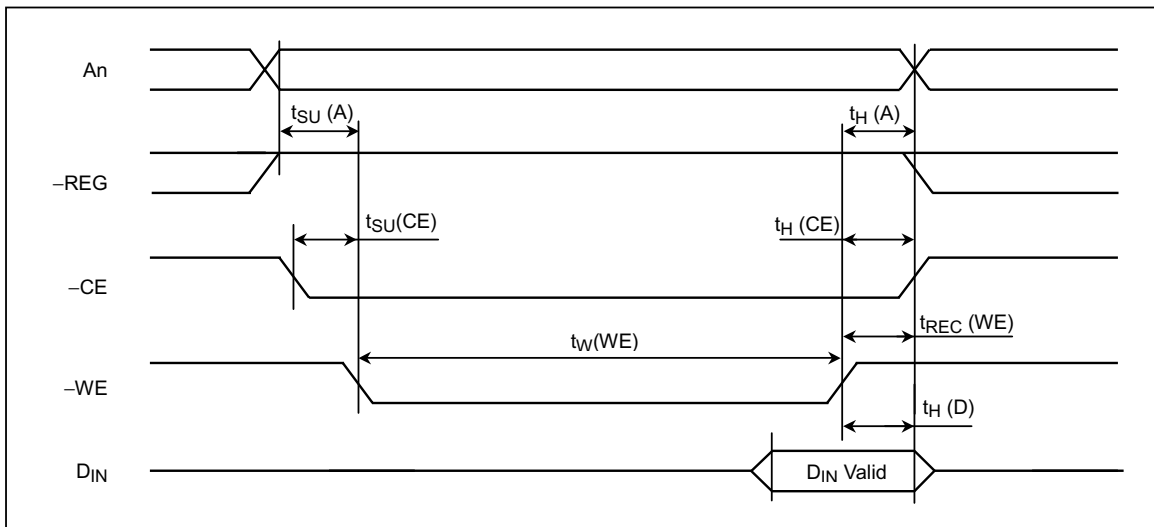 An
tSU (A)
tH (A)
–REG
tSU(CE)
tH (CE)
–CE
tREC (WE)
tW(WE)
–WE
tH (D)
DIN
DIN Valid